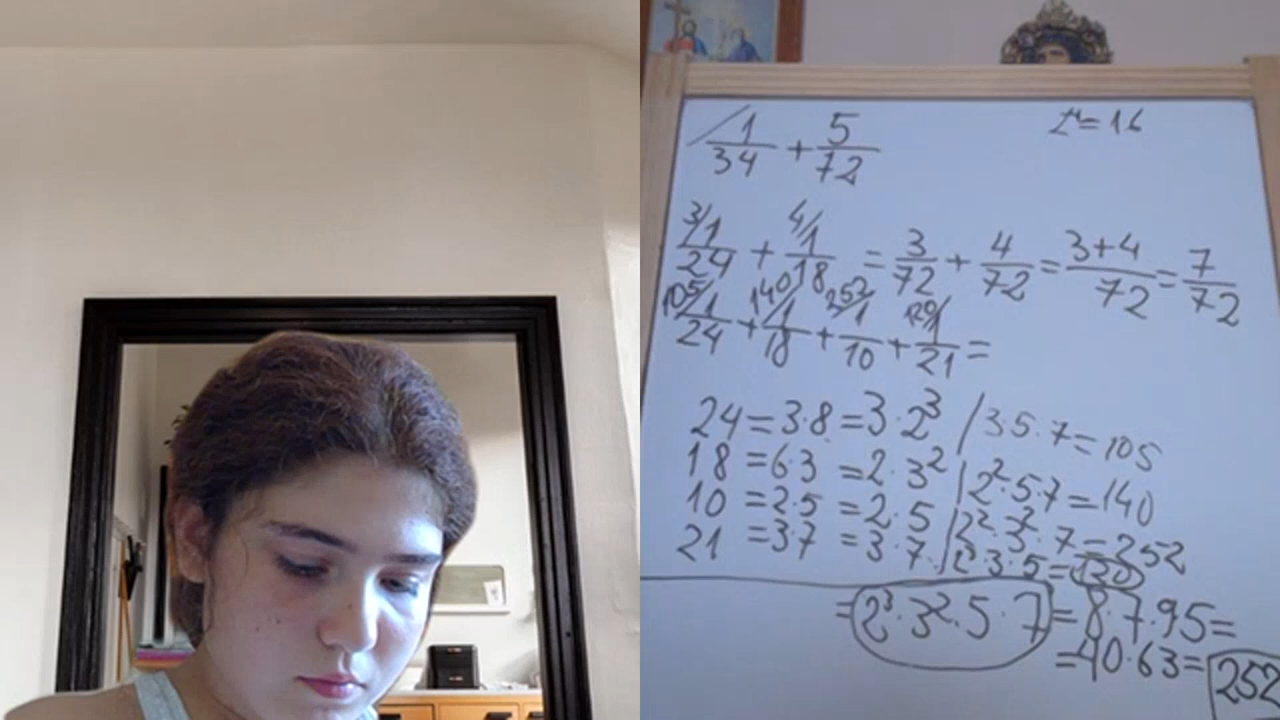 1/34 + 5/72
2⁴=16
3/ 1/24 + 4/ 1/18 = 3/72 + 4/72 = (3+4)/72 = 7/72
105/ 1/24 + 140/ 1/18 + 252/ 1/10 + 120/ 1/21 =
24=3·8=3·2³ /3·5·7=105
18=6·3=2·3² /2²·5·7=140
10=2·5=2·5 /2²·3²·7=252
21=3·7=3·7 /2³·3·5=120
=2³·3²·5·7=8·7·95=
=40·63=252